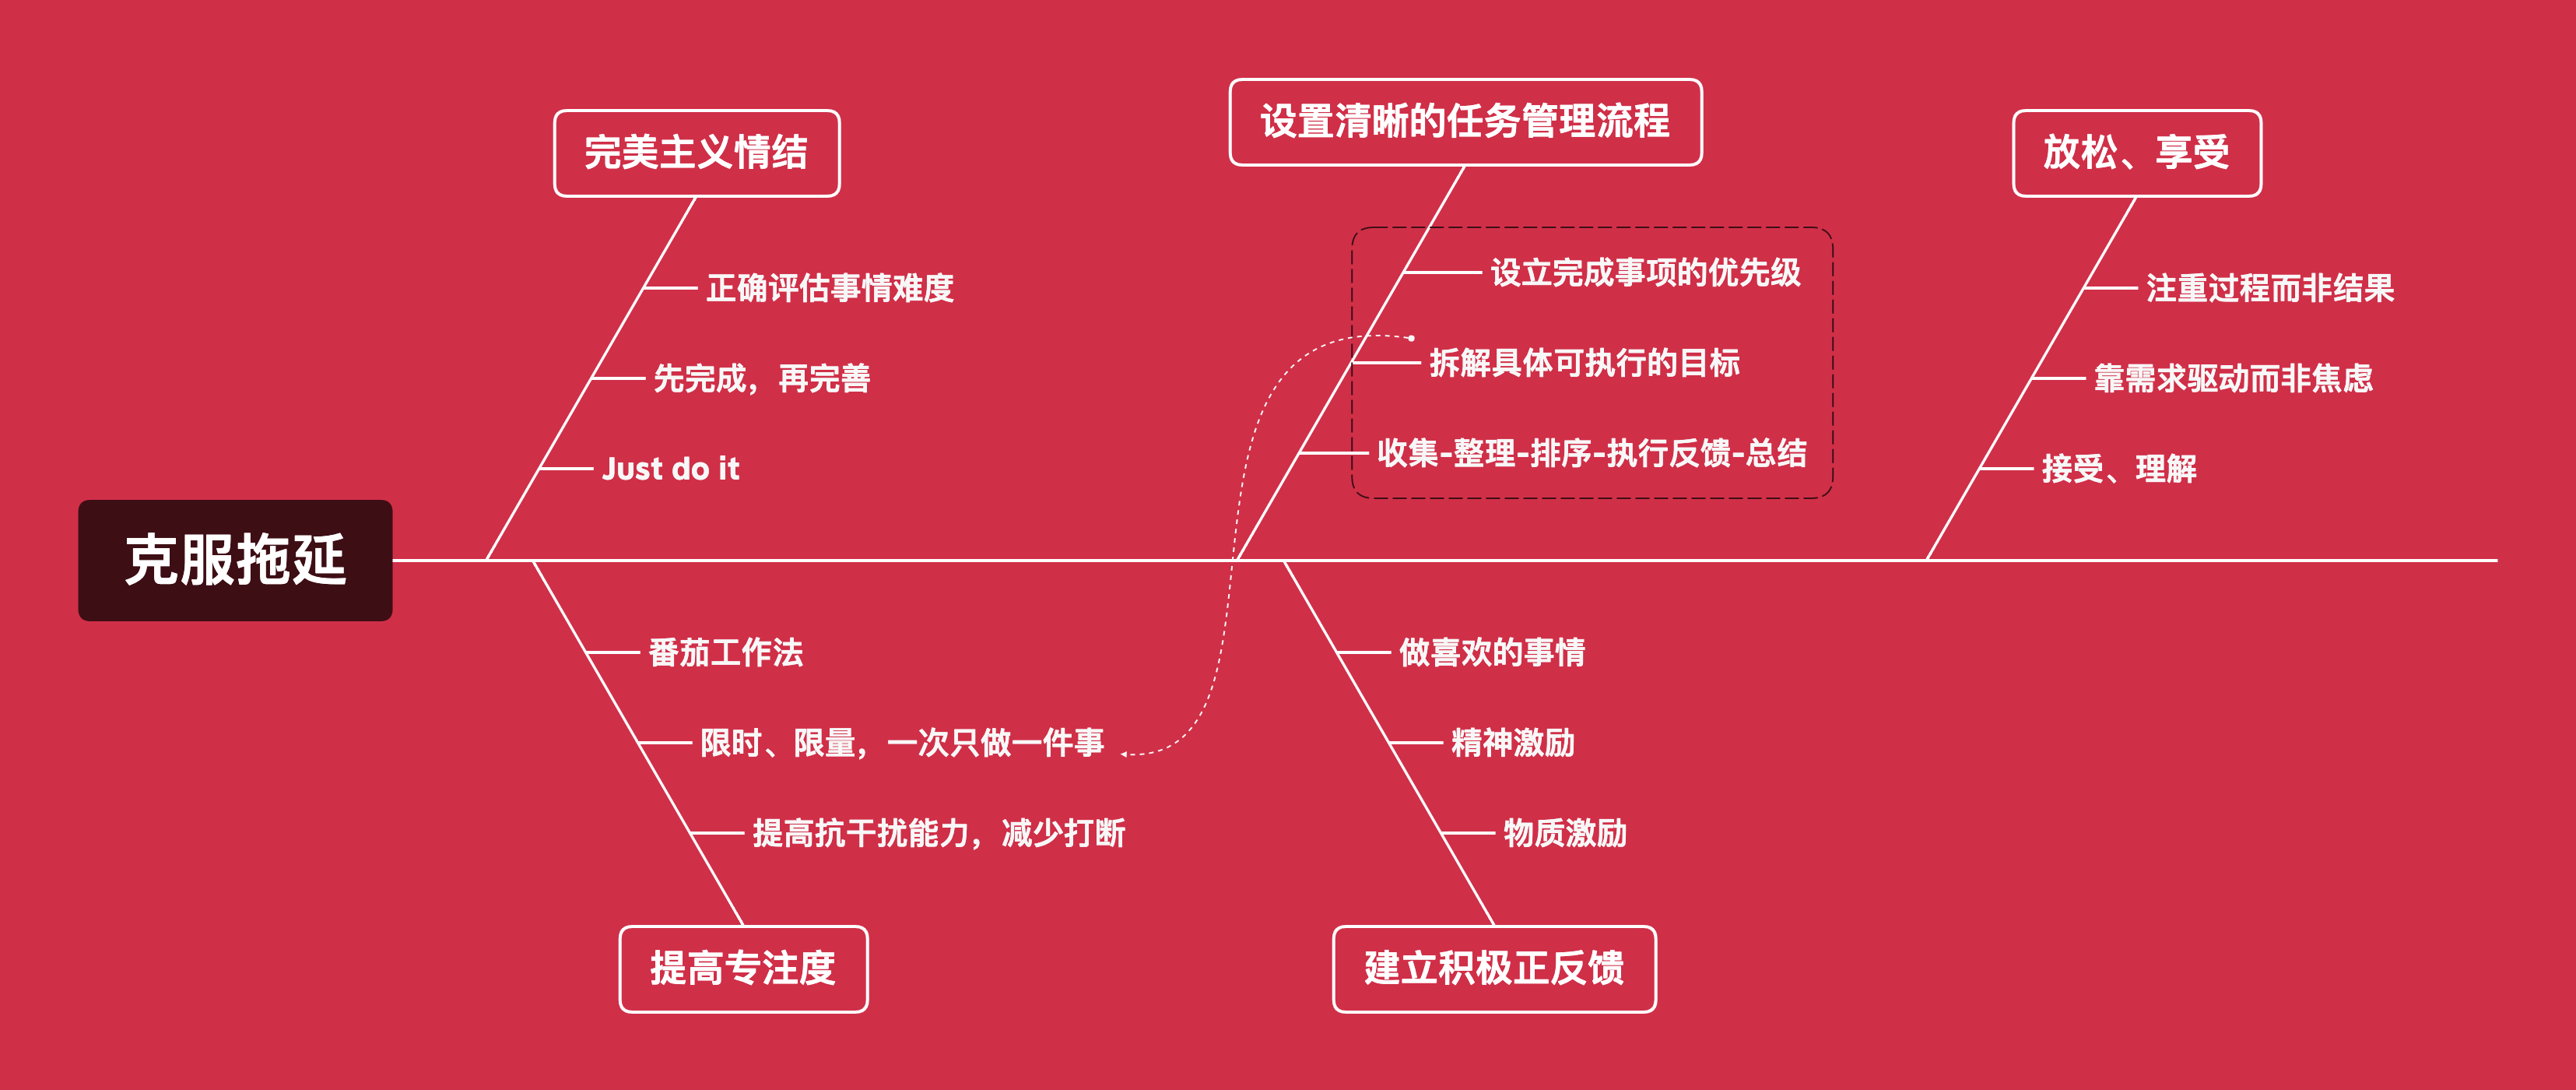 克服拖延
完美主义情结
正确评估事情难度
先完成，再完善
Just do it
提高专注度
番茄工作法
限时、限量，一次只做一件事
提高抗干扰能力，减少打断
设置清晰的任务管理流程
设立完成事项的优先级
拆解具体可执行的目标
收集-整理-排序-执行反馈-总结
建立积极正反馈
做喜欢的事情
精神激励
物质激励
放松、享受
注重过程而非结果
靠需求驱动而非焦虑
接受、理解